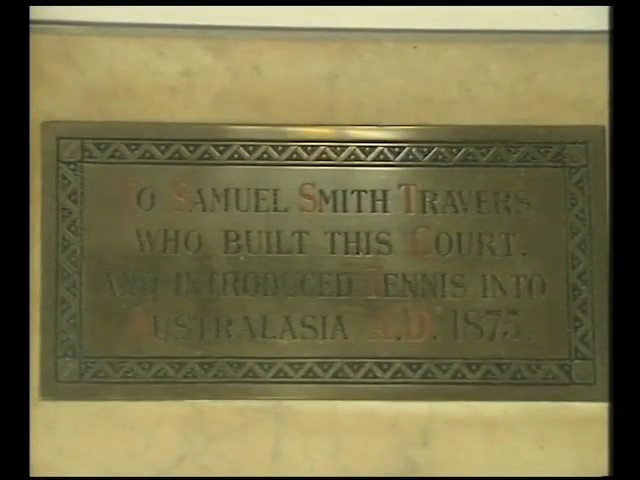 TO SAMUEL SMITH TRAVERS
WHO BUILT THIS COURT.
AND INTRODUCED TENNIS INTO
AUSTRALASIA A.D. 1875.